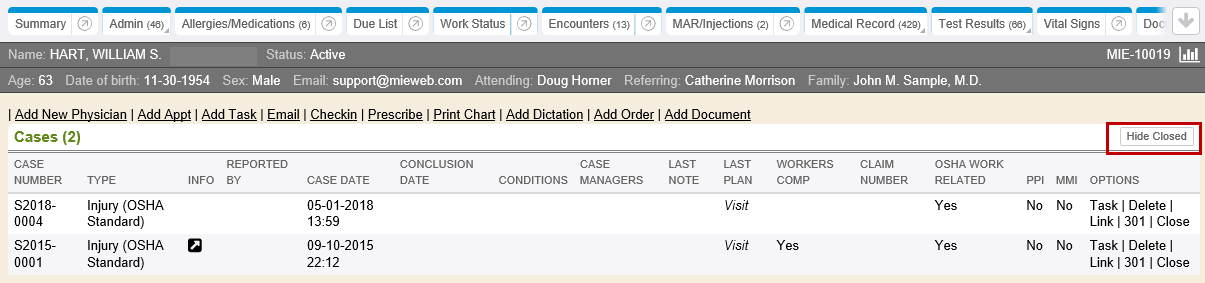 Summary Admin (46) Allergies/Medications (6) Due List Work Status Encounters (13) MAR/Injections (2) Medical Record (429) Test Results (66) Vital Signs
Name: HART, WILLIAM S. Status: Active MIE-10019
Age: 63 Date of birth: 11-30-1954 Sex: Male Email: support@mieweb.com Attending: Doug Horner Referring: Catherine Morrison Family: John M. Sample, M.D.
| Add New Physician | Add Appt | Add Task | Email | Checkin | Prescribe | Print Chart | Add Dictation | Add Order | Add Document
Cases (2) Hide Closed
CASE REPORTED CONCLUSION CASE LAST LAST WORKERS CLAIM OSHA WORK
NUMBER TYPE INFO BY CASE DATE DATE CONDITIONS MANAGERS NOTE PLAN COMP NUMBER RELATED PPI MMI OPTIONS
S2018- Injury (OSHA 05-01-2018 Visit Yes No No Task | Delete |
0004 Standard) 13:59 Link | 301 | Close
S2015- Injury (OSHA 09-10-2015 Visit Yes Yes No No Task | Delete |
0001 Standard) 22:12 Link | 301 | Close